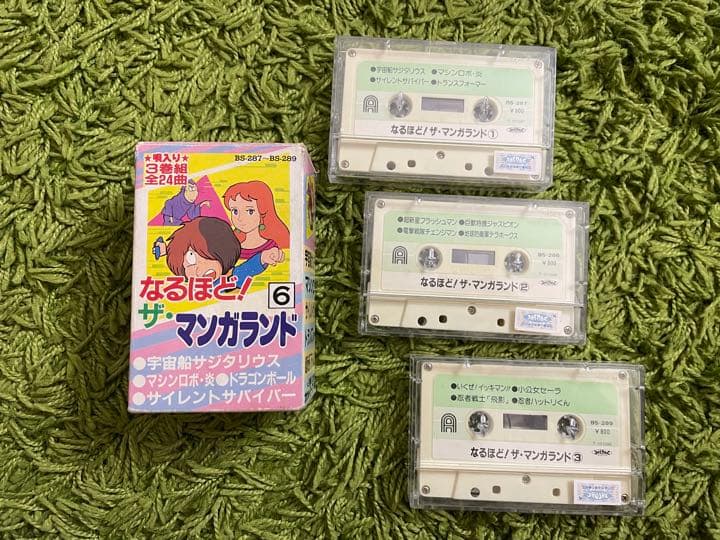 ★唄入り★
3巻組
全24曲
BS-287〜BS-289
なるほど!
6
ザ・マンガランド
●宇宙船サジタリウス
●マシンロボ・炎●ドラゴンボール
●サイレントサバイバー
●宇宙船サジタリウス ●マシンロボ・炎
●サイレントサバイバー ●トランスフォーマー
A
BS-287
¥800
なるほど!ザ・マンガランド①
●超新星フラッシュマン ●巨獣特捜ジャスピオン
●電撃戦隊チェンジマン ●地球防衛軍テラホークス
A
BS-288
¥800
なるほど!ザ・マンガランド②
●いくぜ!イッキマン!! ●小公女セーラ
●忍者戦士「飛影」 ●忍者ハットリくん
A
BS-289
¥800
なるほど!ザ・マンガランド③